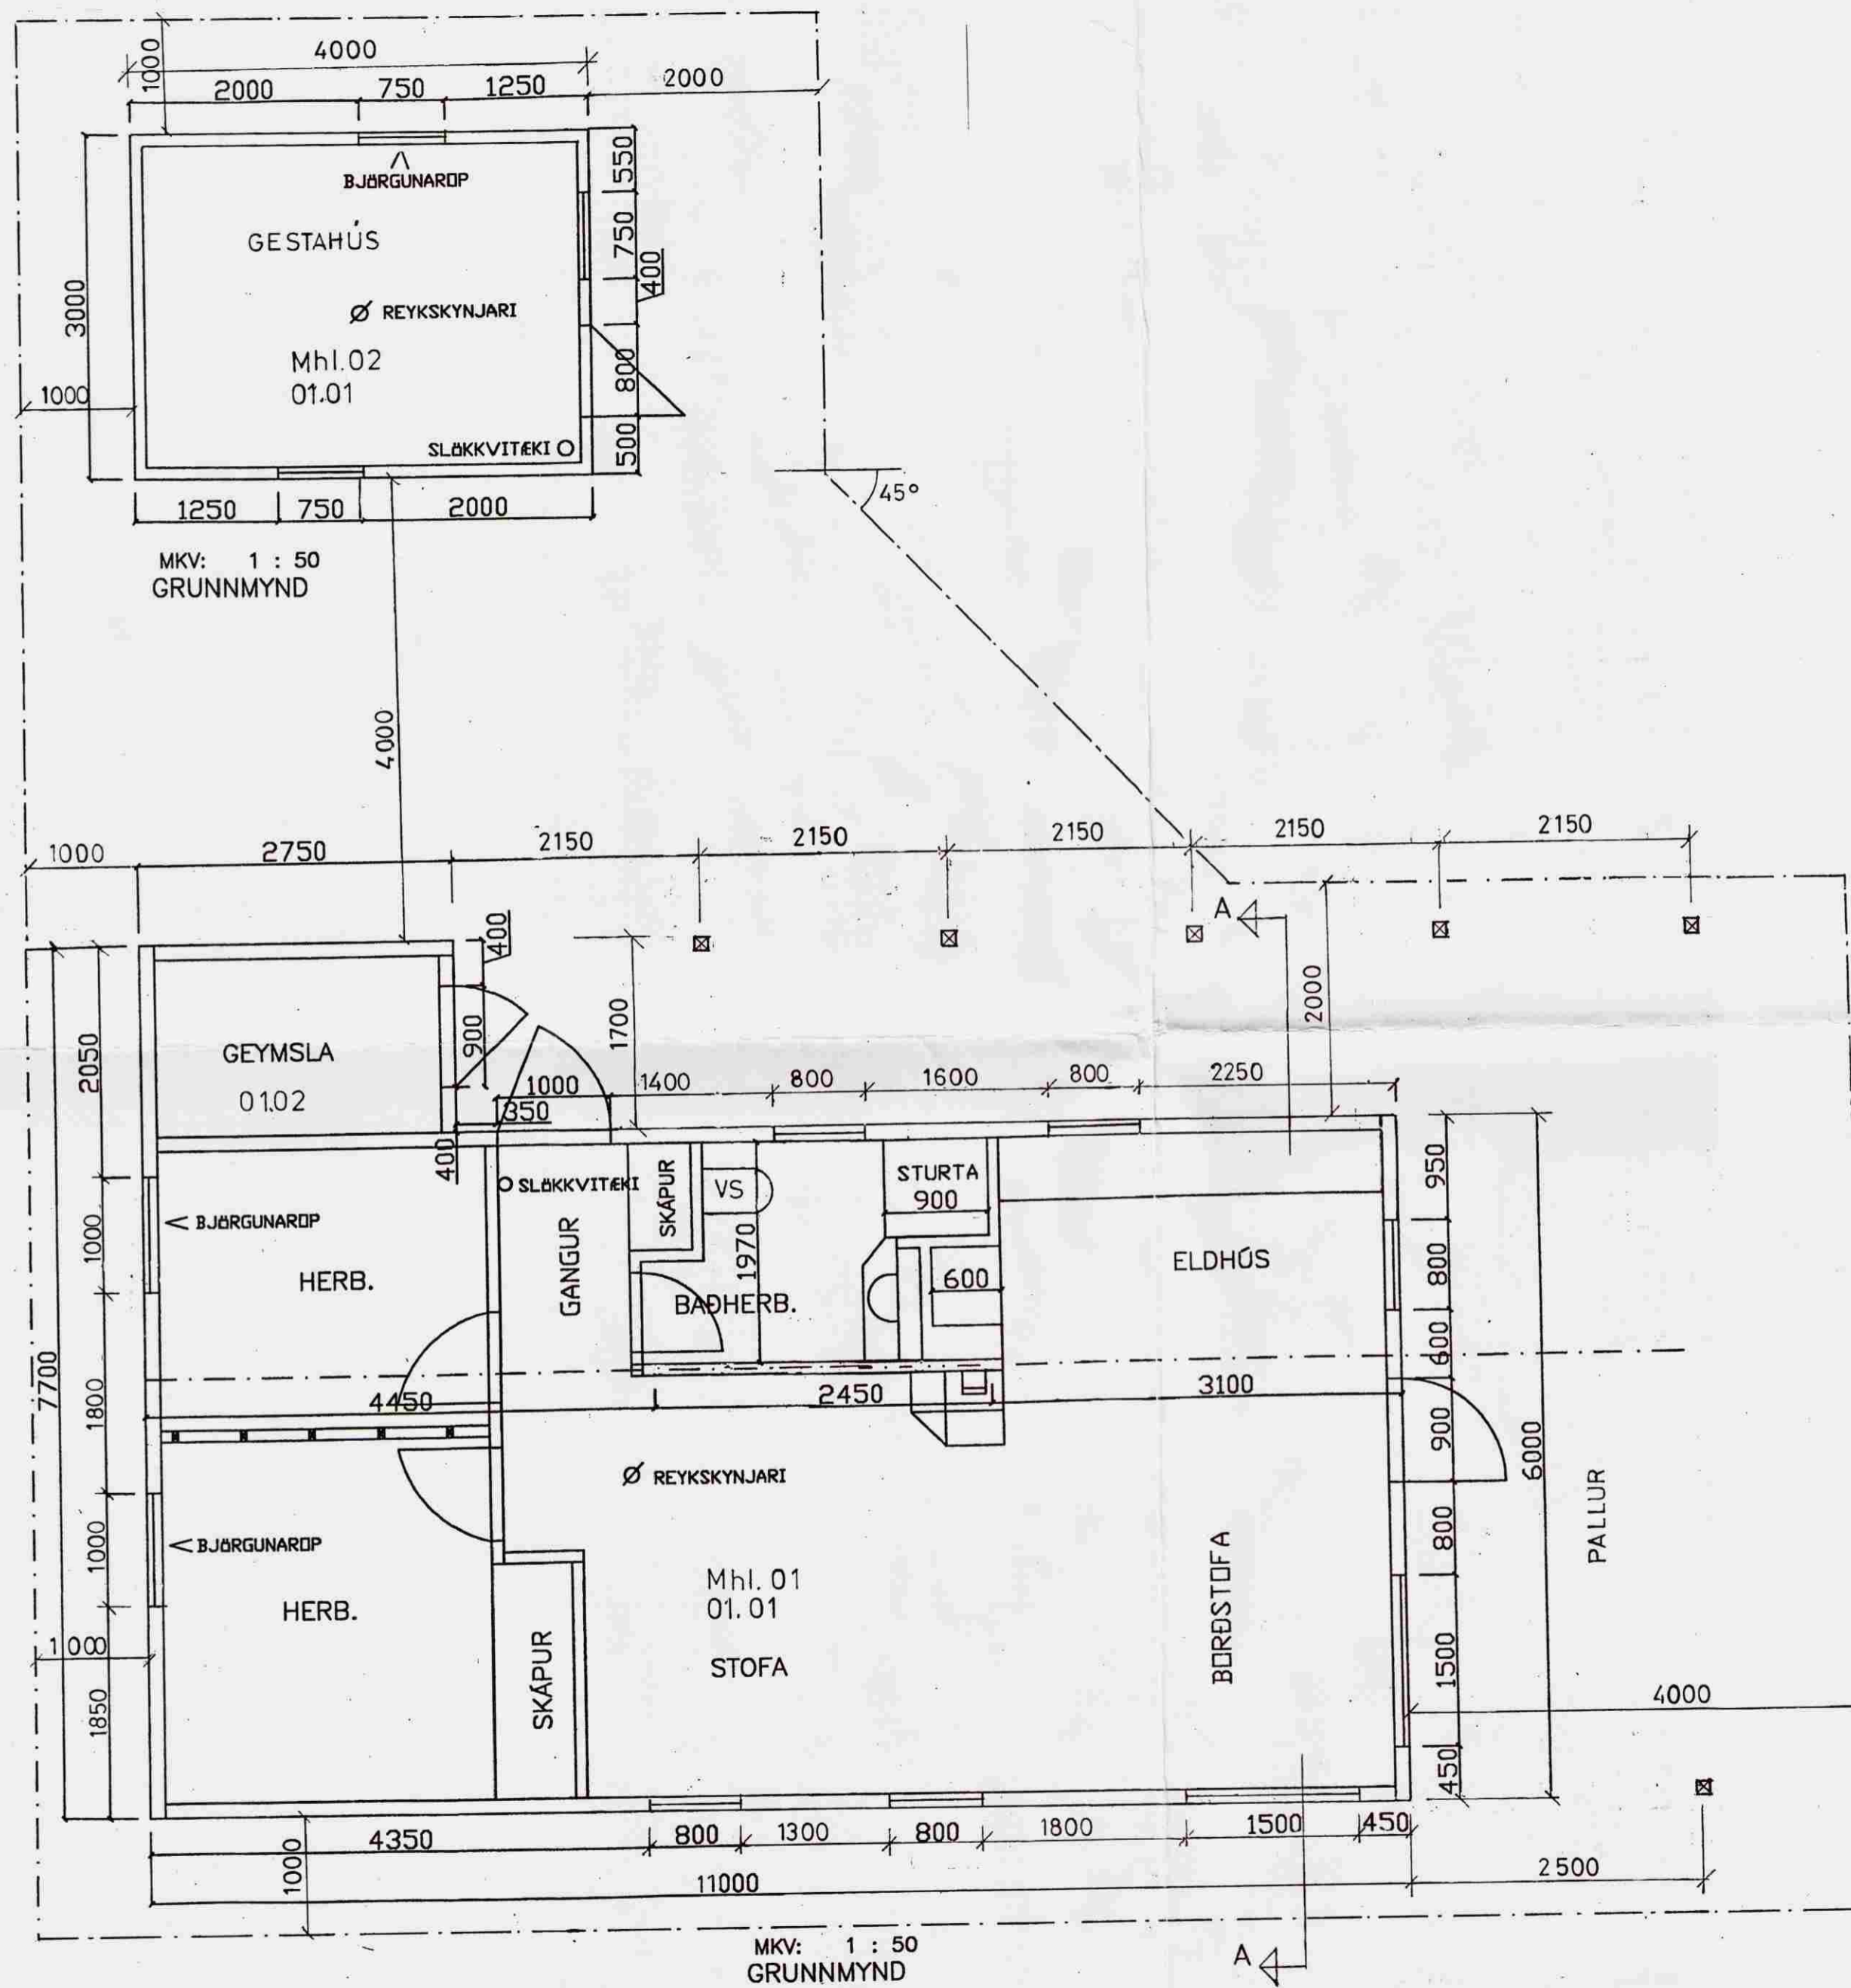 1000
4000
2000
750
1250
2000
BJÖRGUNAROP
550
GESTAHÚS
750
400
3000
REYKSKYNJARI
Mhl.02
01.01
800
1000
SLÖKKVITÆKI
500
1250
750
2000
45°
MKV: 1 : 50
GRUNNMYND
4000
1000
2750
2150
2150
2150
2150
2150
400
A
1700
2000
2050
GEYMSLA
01.02
900
1000
1400
800
1600
800
2250
350
400
SLÖKKVITÆKI
SKÁPUR
VS
STURTA
900
950
BJÖRGUNAROP
1000
HERB.
GANGUR
1970
BAÐHERB.
600
ELDHÚS
800
600
7700
1800
4450
2450
3100
900
6000
REYKSKYNJARI
PALLUR
BJÖRGUNAROP
1000
800
HERB.
Mhl. 01
01.01
BORÐSTOFA
1000
SKÁPUR
STOFA
1500
4000
1850
450
4350
800
1300
800
1800
1500
450
1000
11000
2500
MKV: 1 : 50
GRUNNMYND
A